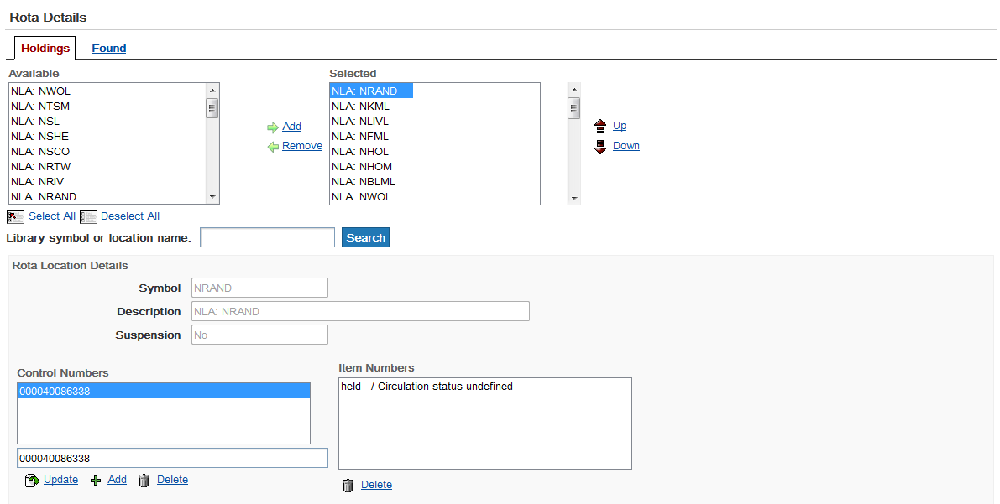 Rota Details
Holdings Found
Available
NLA: NWOL
NLA: NTSM
NLA: NSL
NLA: NSHE
NLA: NSCO
NLA: NRTW
NLA: NRIV
NLA: NRAND
Add
Remove
Selected
NLA: NRAND
NLA: NKML
NLA: NLIVL
NLA: NFML
NLA: NHOL
NLA: NHOM
NLA: NBLML
NLA: NWOL
Up
Down
Select All Deselect All
Library symbol or location name: Search
Rota Location Details
Symbol NRAND
Description NLA: NRAND
Suspension No
Control Numbers
000040086338
000040086338
Update Add Delete
Item Numbers
held / Circulation status undefined
Delete